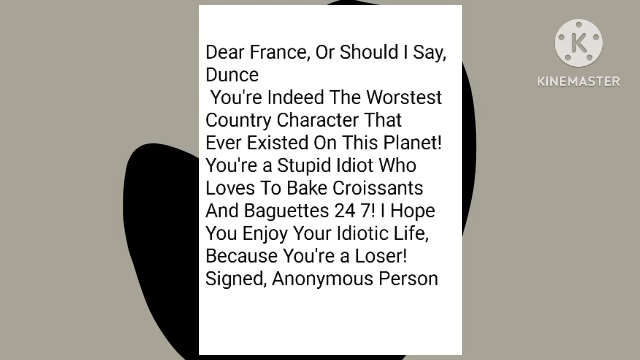 Dear France, Or Should I Say,
Dunce
You're Indeed The Worstest
Country Character That
Ever Existed On This Planet!
You're a Stupid Idiot Who
Loves To Bake Croissants
And Baguettes 24 7! I Hope
You Enjoy Your Idiotic Life,
Because You're a Loser!
Signed, Anonymous Person
K
KINEMASTER